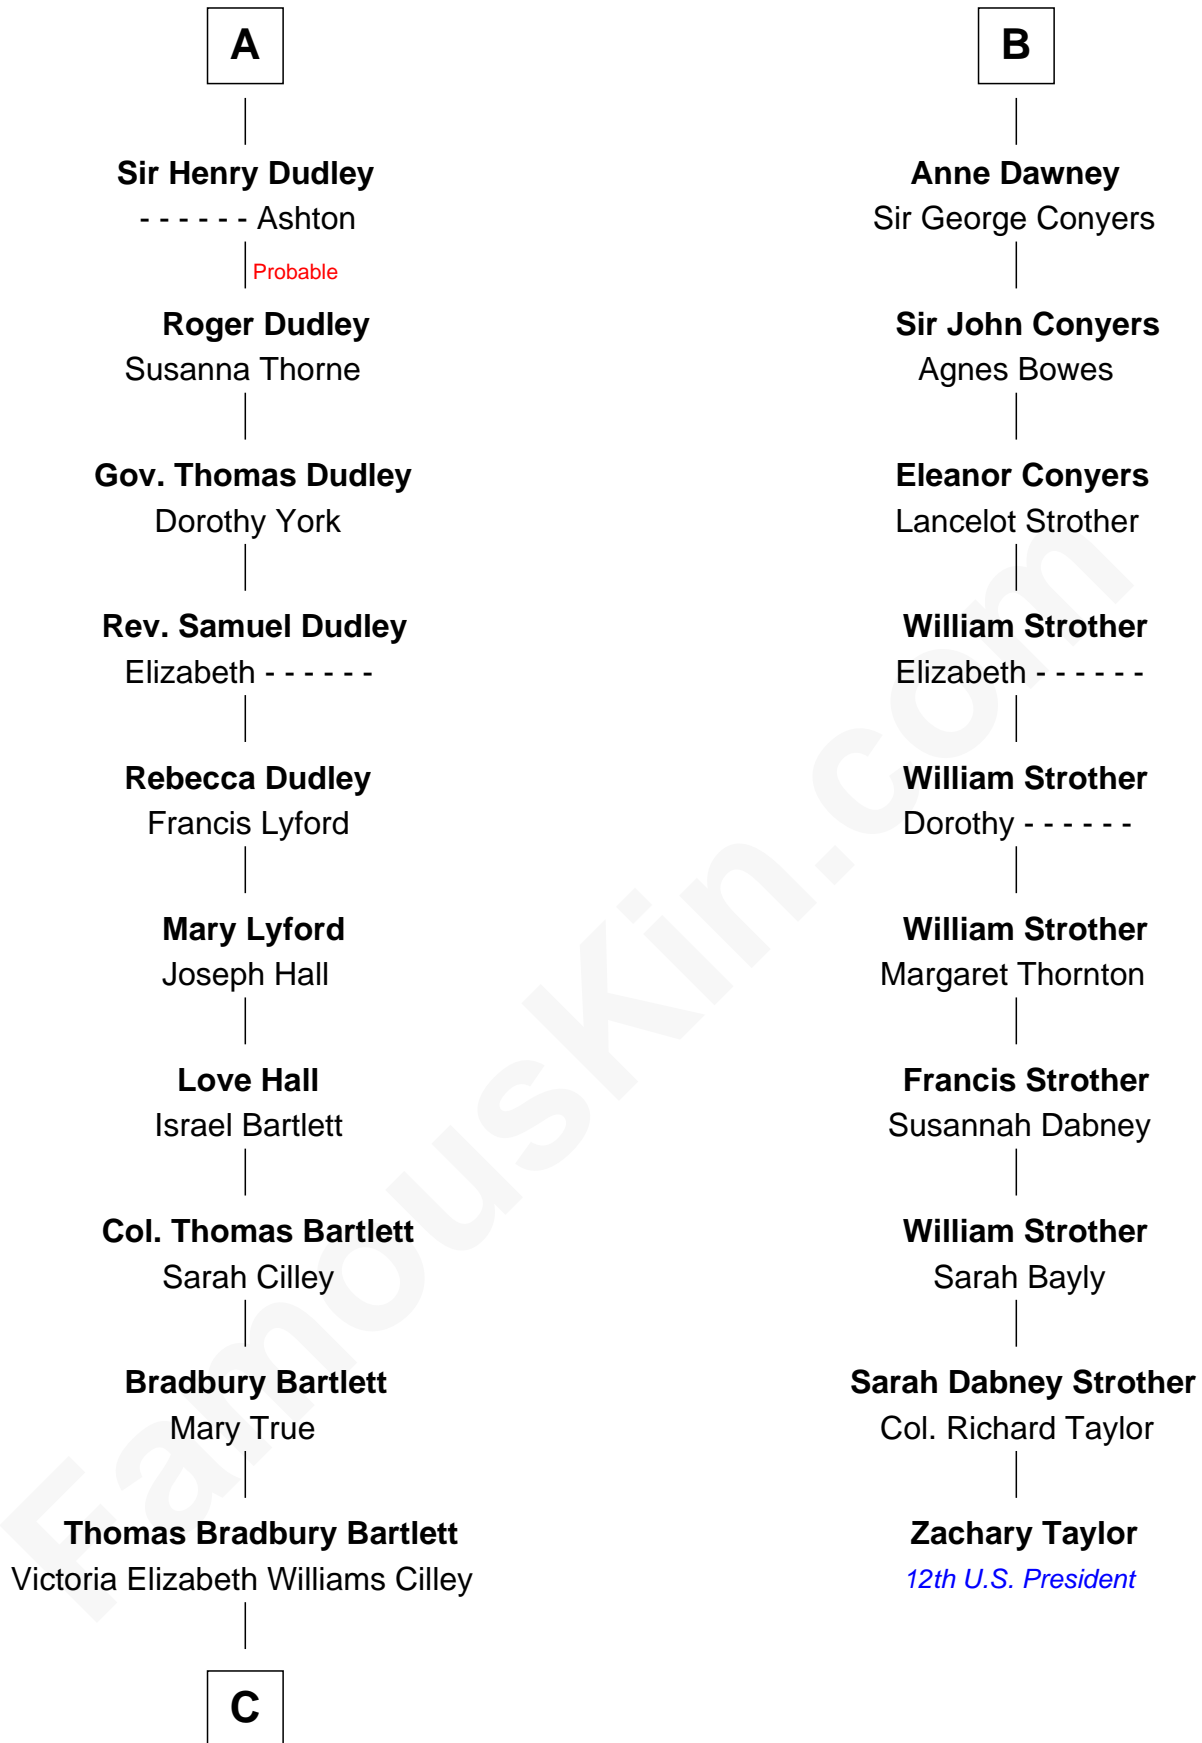 A
Sir Henry Dudley
- - - - - - Ashton
Probable
Roger Dudley
Susanna Thorne
Gov. Thomas Dudley
Dorothy York
Rev. Samuel Dudley
Elizabeth - - - - - -
Rebecca Dudley
Francis Lyford
Mary Lyford
Joseph Hall
Love Hall
Israel Bartlett
Col. Thomas Bartlett
Sarah Cilley
Bradbury Bartlett
Mary True
Thomas Bradbury Bartlett
Victoria Elizabeth Williams Cilley
C
B
Anne Dawney
Sir George Conyers
Sir John Conyers
Agnes Bowes
Eleanor Conyers
Lancelot Strother
William Strother
Elizabeth - - - - - -
William Strother
Dorothy - - - - - -
William Strother
Margaret Thornton
Francis Strother
Susannah Dabney
William Strother
Sarah Bayly
Sarah Dabney Strother
Col. Richard Taylor
Zachary Taylor
12th U.S. President
FamousKin.com